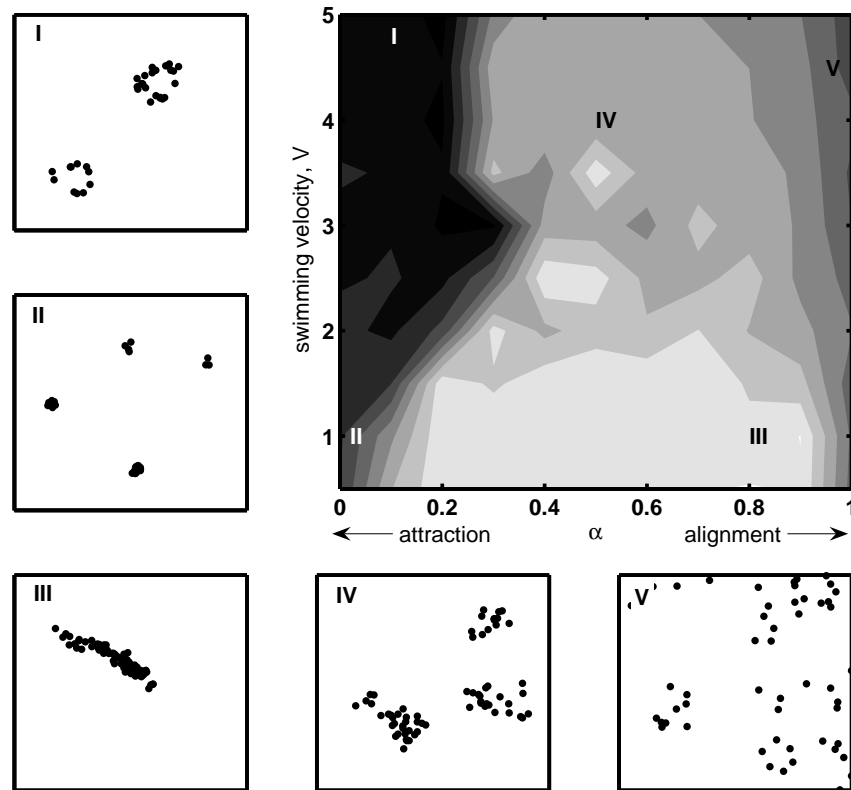 I
II
III
IV
V
I
II
III
IV
V
5
4
3
2
1
swimming velocity, V
0 0.2 0.4 0.6 0.8 1
attraction α alignment